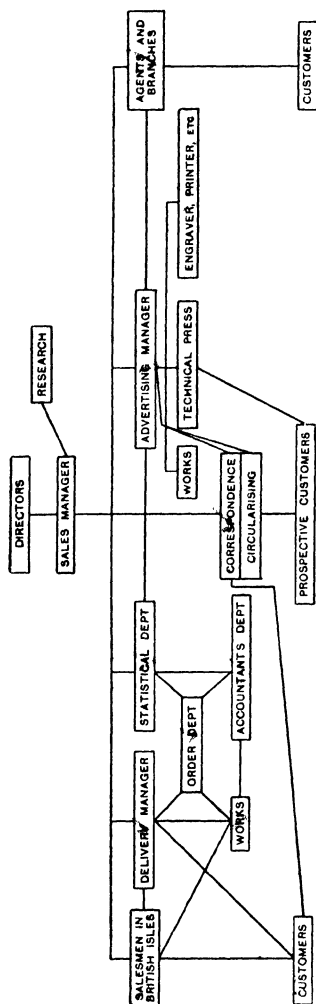 DIRECTORS
RESEARCH
SALES MANAGER
SALESMEN IN
BRITISH ISLES
DELIVERY MANAGER
STATISTICAL DEPT
ADVERTISING MANAGER
AGENTS AND
BRANCHES
ORDER DEPT
WORKS
ACCOUNTANTS DEPT
CORRESPONDENCE
CIRCULARISING
WORKS
TECHNICAL PRESS
ENGRAVER, PRINTER, ETC
CUSTOMERS
PROSPECTIVE CUSTOMERS
CUSTOMERS